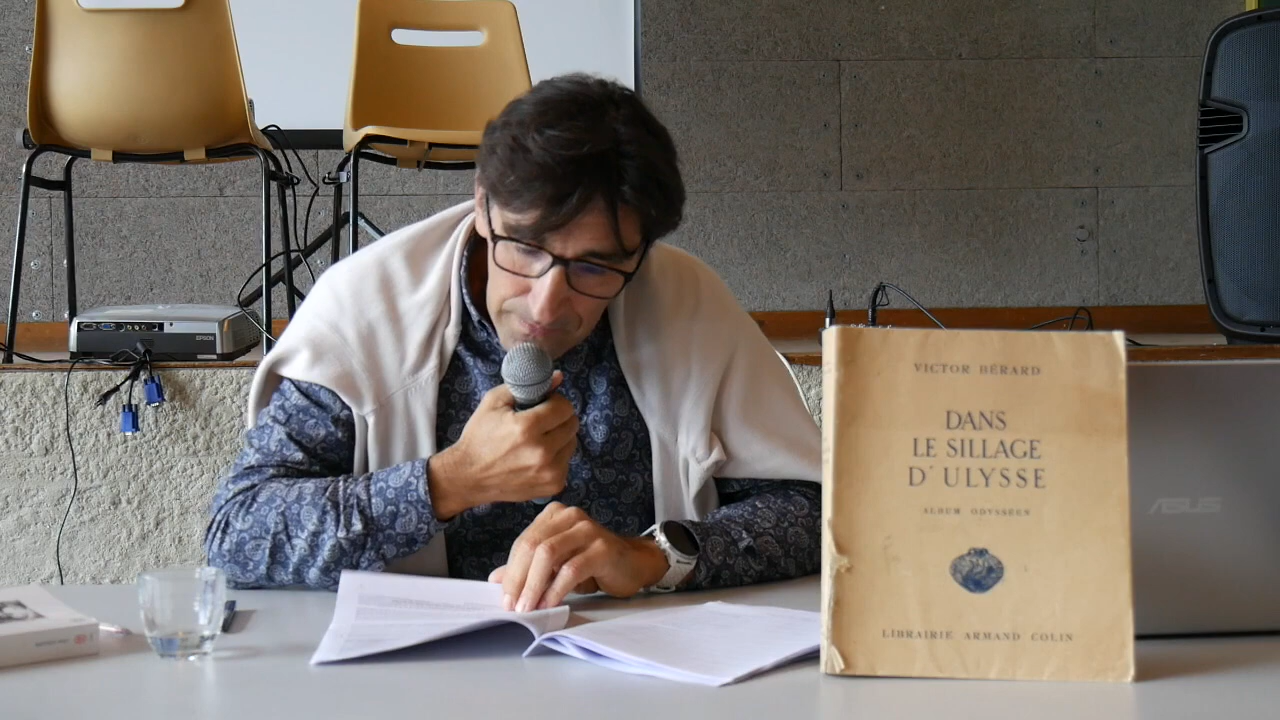 EPSON
VICTOR BÉRARD
DANS
LE SILLAGE
D'ULYSSE
ALBUM ODYSSÉEN
LIBRAIRIE ARMAND COLIN
ASUS